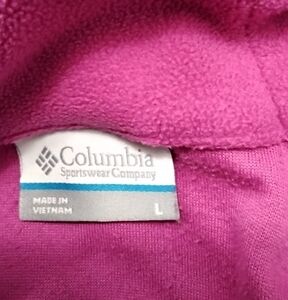 Columbia
Sportswear Company
MADE IN
VIETNAM
L